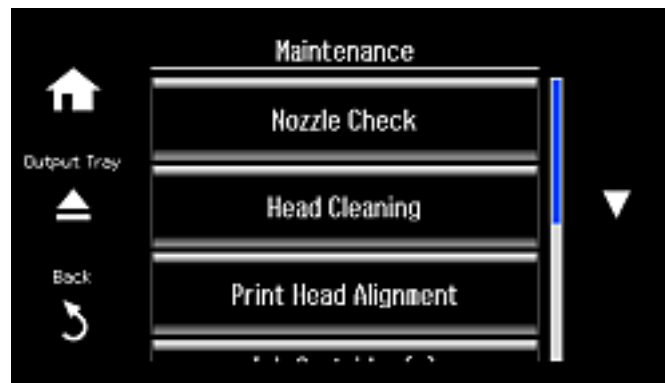 Maintenance
Nozzle Check
Output Tray
Head Cleaning
Back
Print Head Alignment